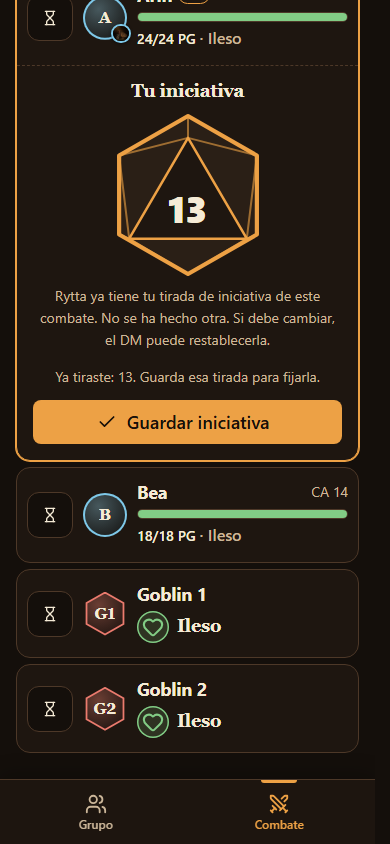 A
24/24 PG · Ileso
Tu iniciativa
13
Rytta ya tiene tu tirada de iniciativa de este
combate. No se ha hecho otra. Si debe cambiar,
el DM puede restablecerla.
Ya tiraste: 13. Guarda esa tirada para fijarla.
Guardar iniciativa
Bea
CA 14
B
18/18 PG · Ileso
Goblin 1
G1
Ileso
Goblin 2
G2
Ileso
Grupo
Combate